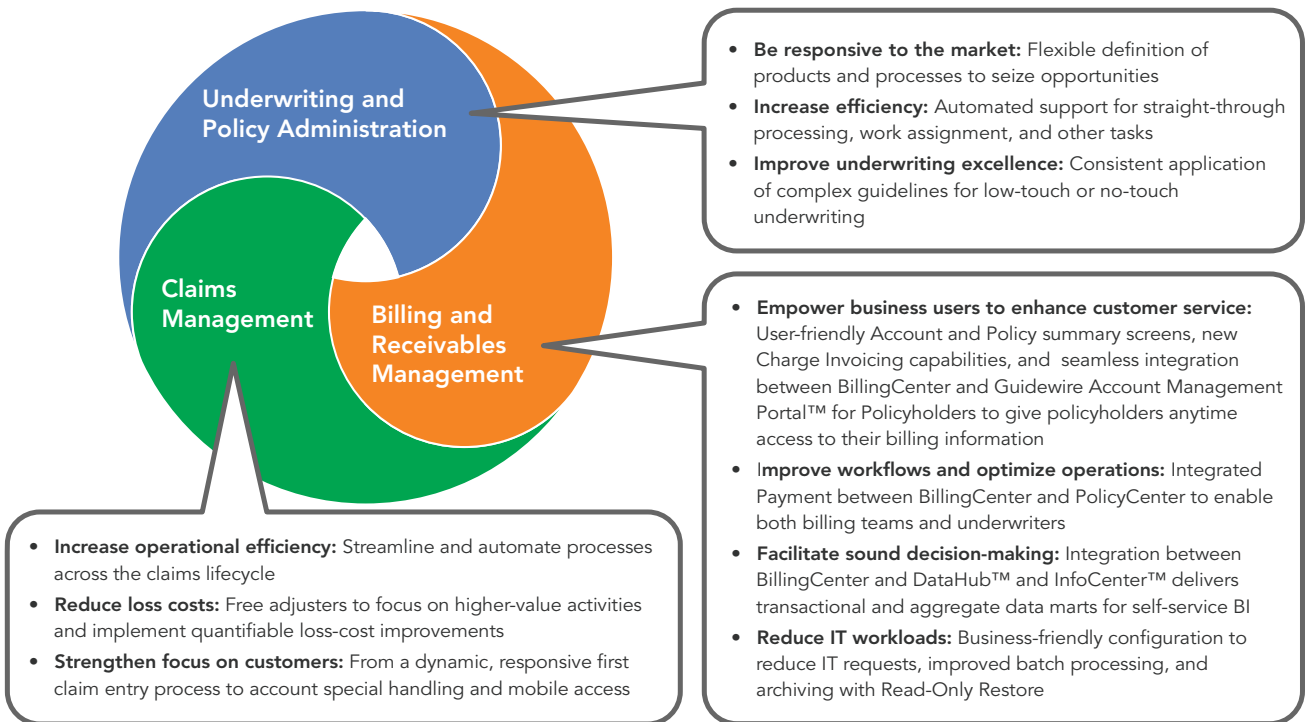 Underwriting and
Policy Administration
Claims
Management
Billing and
Receivables
Management
• Be responsive to the market: Flexible definition of
products and processes to seize opportunities
• Increase efficiency: Automated support for straight-through
processing, work assignment, and other tasks
• Improve underwriting excellence: Consistent application
of complex guidelines for low-touch or no-touch
underwriting
• Empower business users to enhance customer service:
User-friendly Account and Policy summary screens, new
Charge Invoicing capabilities, and seamless integration
between BillingCenter and Guidewire Account Management
Portal™ for Policyholders to give policyholders anytime
access to their billing information
• Improve workflows and optimize operations: Integrated
Payment between BillingCenter and PolicyCenter to enable
both billing teams and underwriters
• Facilitate sound decision-making: Integration between
BillingCenter and DataHub™ and InfoCenter™ delivers
transactional and aggregate data marts for self-service BI
• Reduce IT workloads: Business-friendly configuration to
reduce IT requests, improved batch processing, and
archiving with Read-Only Restore
• Increase operational efficiency: Streamline and automate processes
across the claims lifecycle
• Reduce loss costs: Free adjusters to focus on higher-value activities
and implement quantifiable loss-cost improvements
• Strengthen focus on customers: From a dynamic, responsive first
claim entry process to account special handling and mobile access